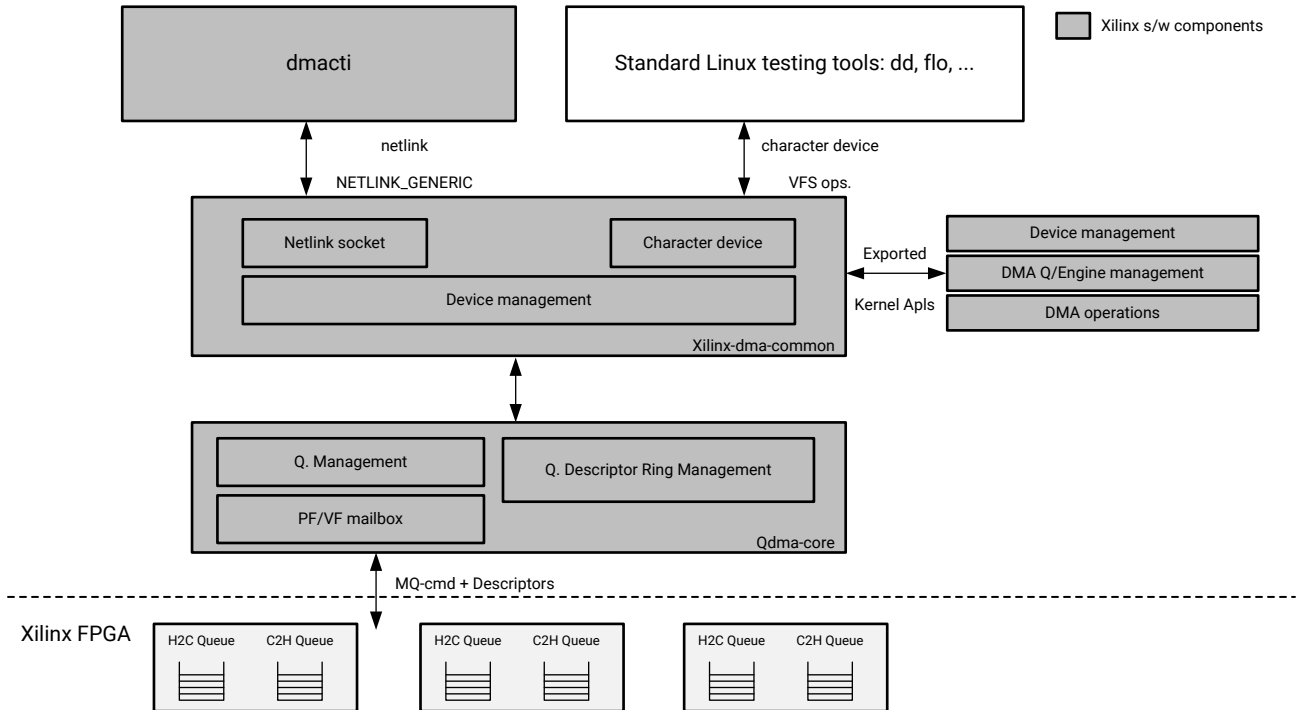 dmacti
Standard Linux testing tools: dd, flo, ...
Xilinx s/w components
netlink
character device
NETLINK_GENERIC
VFS ops.
Netlink socket
Character device
Device management
Xilinx-dma-common
Exported
Kernel Apls
Device management
DMA Q/Engine management
DMA operations
Q. Management
Q. Descriptor Ring Management
PF/VF mailbox
Qdma-core
MQ-cmd + Descriptors
Xilinx FPGA
H2C Queue
C2H Queue
H2C Queue
C2H Queue
H2C Queue
C2H Queue